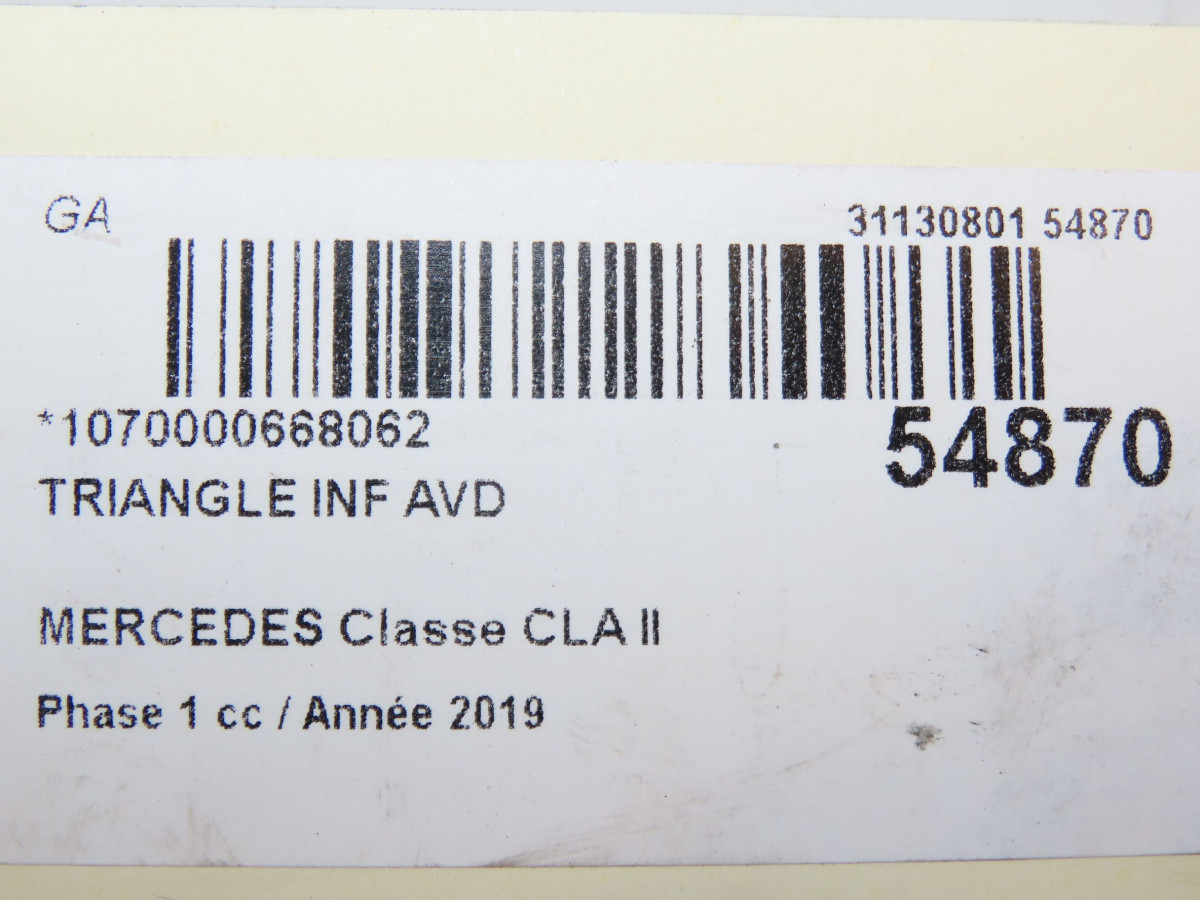 GA
31130801 54870
*1070000668062
54870
TRIANGLE INF AVD
MERCEDES Classe CLA II
Phase 1 cc / Année 2019